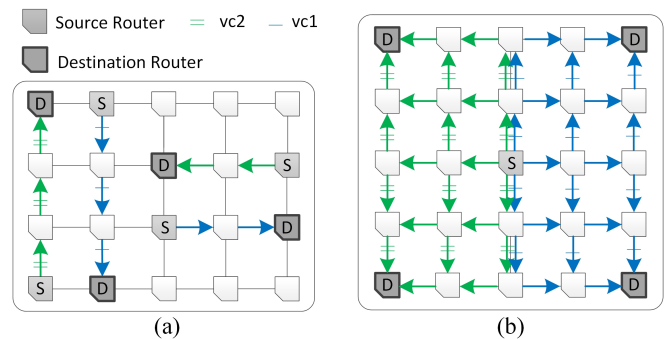 Source Router vc2 vc1
Destination Router
D S
D S
S D
S D
(a)
D D
S
D D
(b)